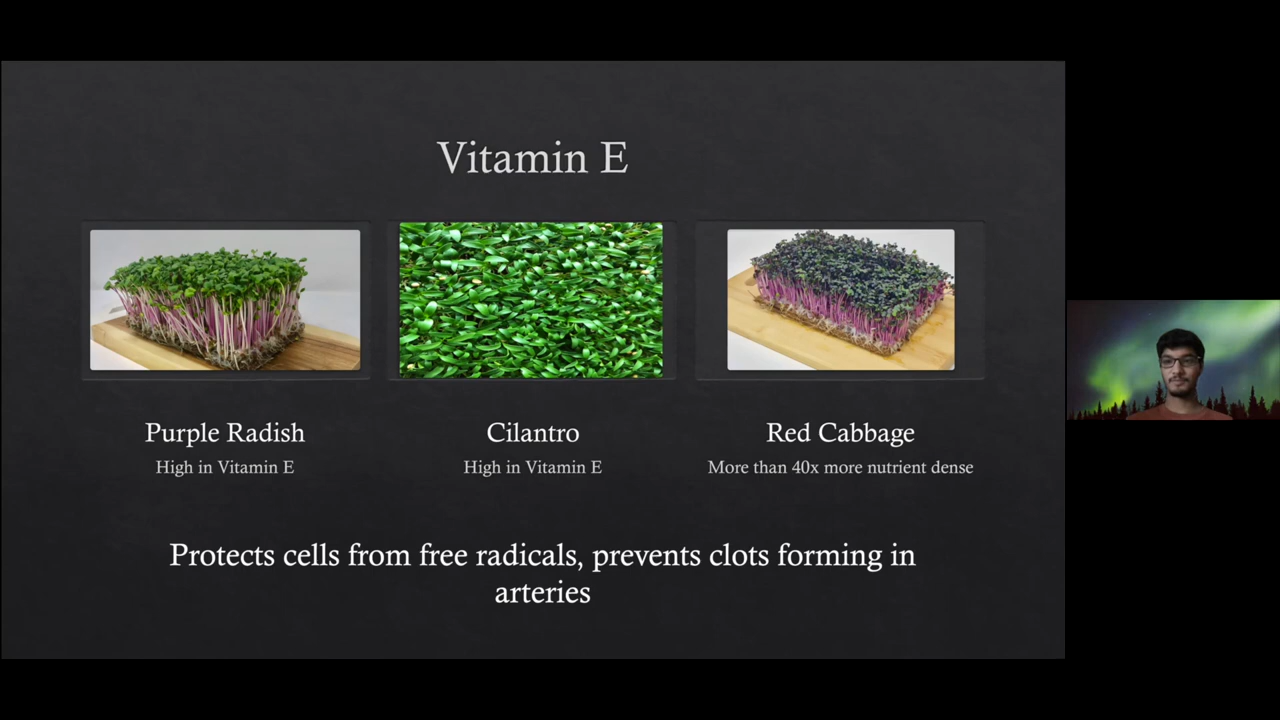 Vitamin E
Purple Radish
High in Vitamin E
Cilantro
High in Vitamin E
Red Cabbage
More than 40x more nutrient dense
Protects cells from free radicals, prevents clots forming in
arteries